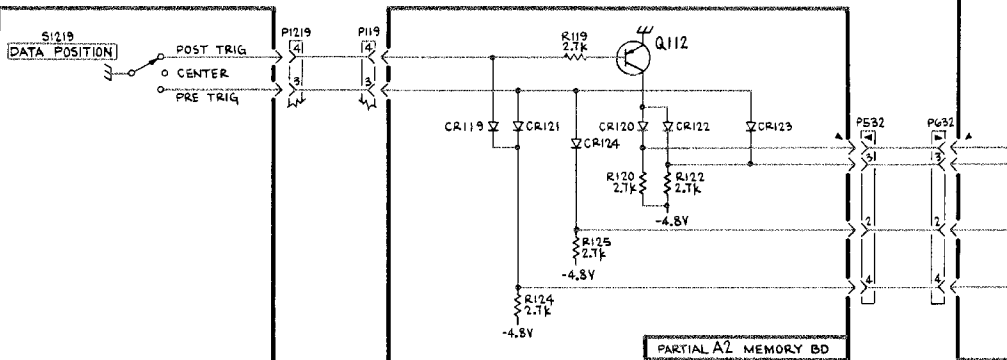 S1219
DATA POSITION
POST TRIG
CENTER
PRE TRIG
P1219
4
3
P119
4
3
R119
2.7K
Q112
CR119
CR121
CR124
CR120
CR122
CR123
R120
2.7K
R122
2.7K
-4.8V
R125
2.7K
-4.8V
R124
2.7K
-4.8V
P532
3
2
4
P632
3
2
4
PARTIAL A2 MEMORY BD